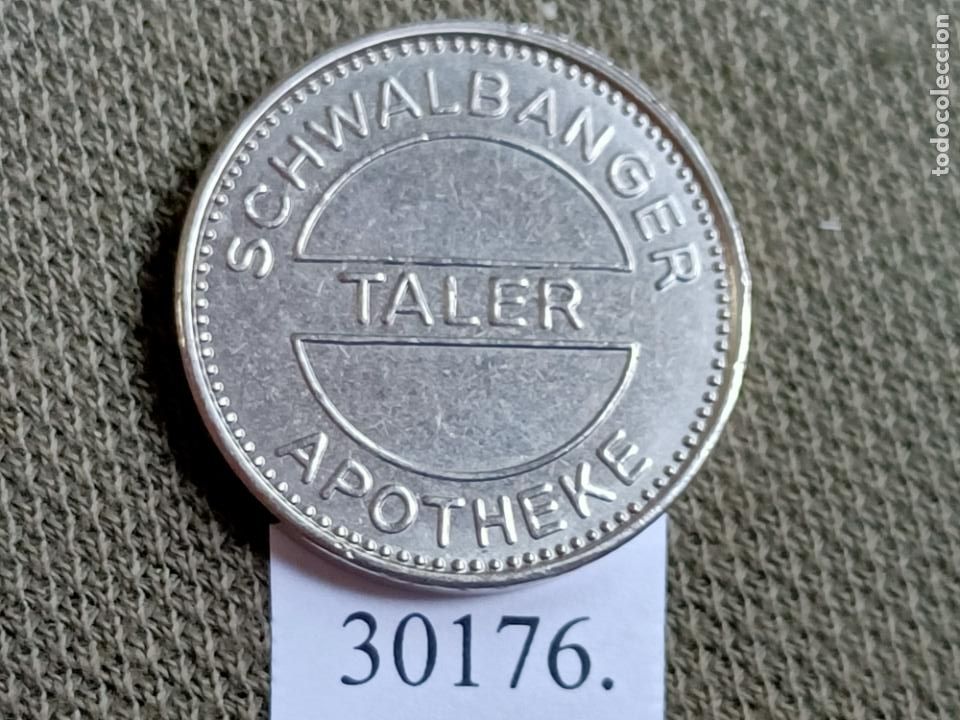 SCHWALBANGER
TALER
APOTHEKE
30176.
todocoleccion